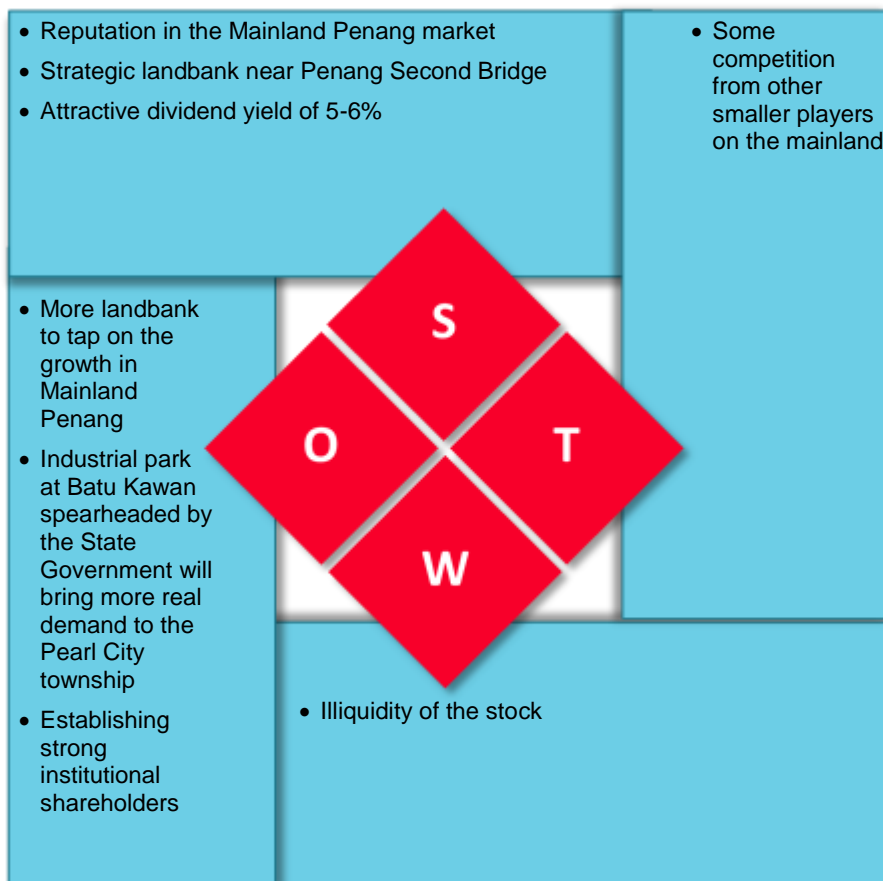 • Reputation in the Mainland Penang market
• Strategic landbank near Penang Second Bridge
• Attractive dividend yield of 5-6%
• Some
competition
from other
smaller players
on the mainland
• More landbank
to tap on the
growth in
Mainland
Penang
• Industrial park
at Batu Kawan
spearheaded by
the State
Government will
bring more real
demand to the
Pearl City
township
• Establishing
strong
institutional
shareholders
S
O
T
W
• Illiquidity of the stock